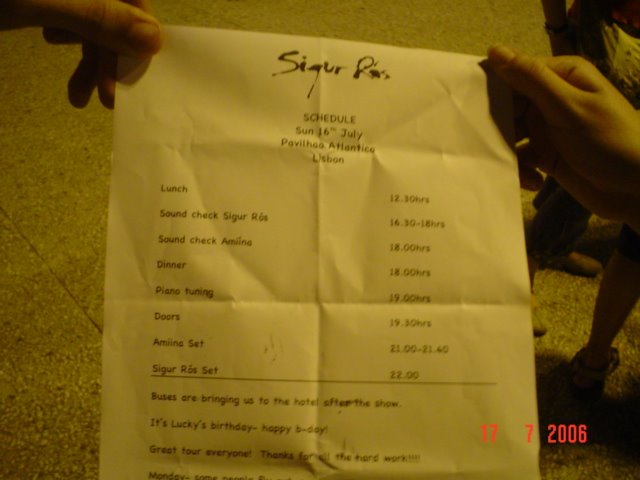 Sigur Rós
SCHEDULE
Sun 16th July
Pavilhao Atlantico
Lisbon
Lunch 12.30hrs
Sound check Sigur Rós 16.30-18hrs
Sound check Amiina 18.00hrs
Dinner 18.00hrs
Piano tuning 19.00hrs
Doors 19.30hrs
Amiina Set 21.00-21.40
Sigur Rós Set 22.00
Buses are bringing us to the hotel after the show.
It's Lucky's birthday- happy b-day!
Great tour everyone! Thanks for all the hard work!!!!!
Monday- some people
17 7 2006